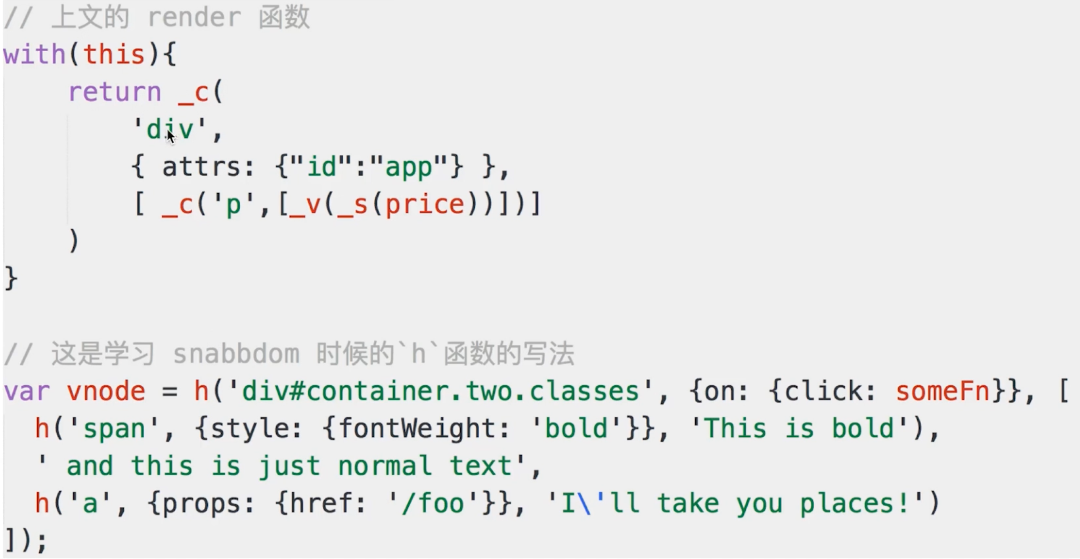 // 上文的 render 函数
with(this){
    return _c(
        'div',
        { attrs: {"id":"app"} },
        [ _c('p',[_v(_s(price))])]
    )
}
// 这是学习 snabbdom 时候的`h`函数的写法
var vnode = h('div#container.two.classes', {on: {click: someFn}}, [
  h('span', {style: {fontWeight: 'bold'}}, 'This is bold'),
  ' and this is just normal text',
  h('a', {props: {href: '/foo'}}, 'I\'ll take you places!')
]);